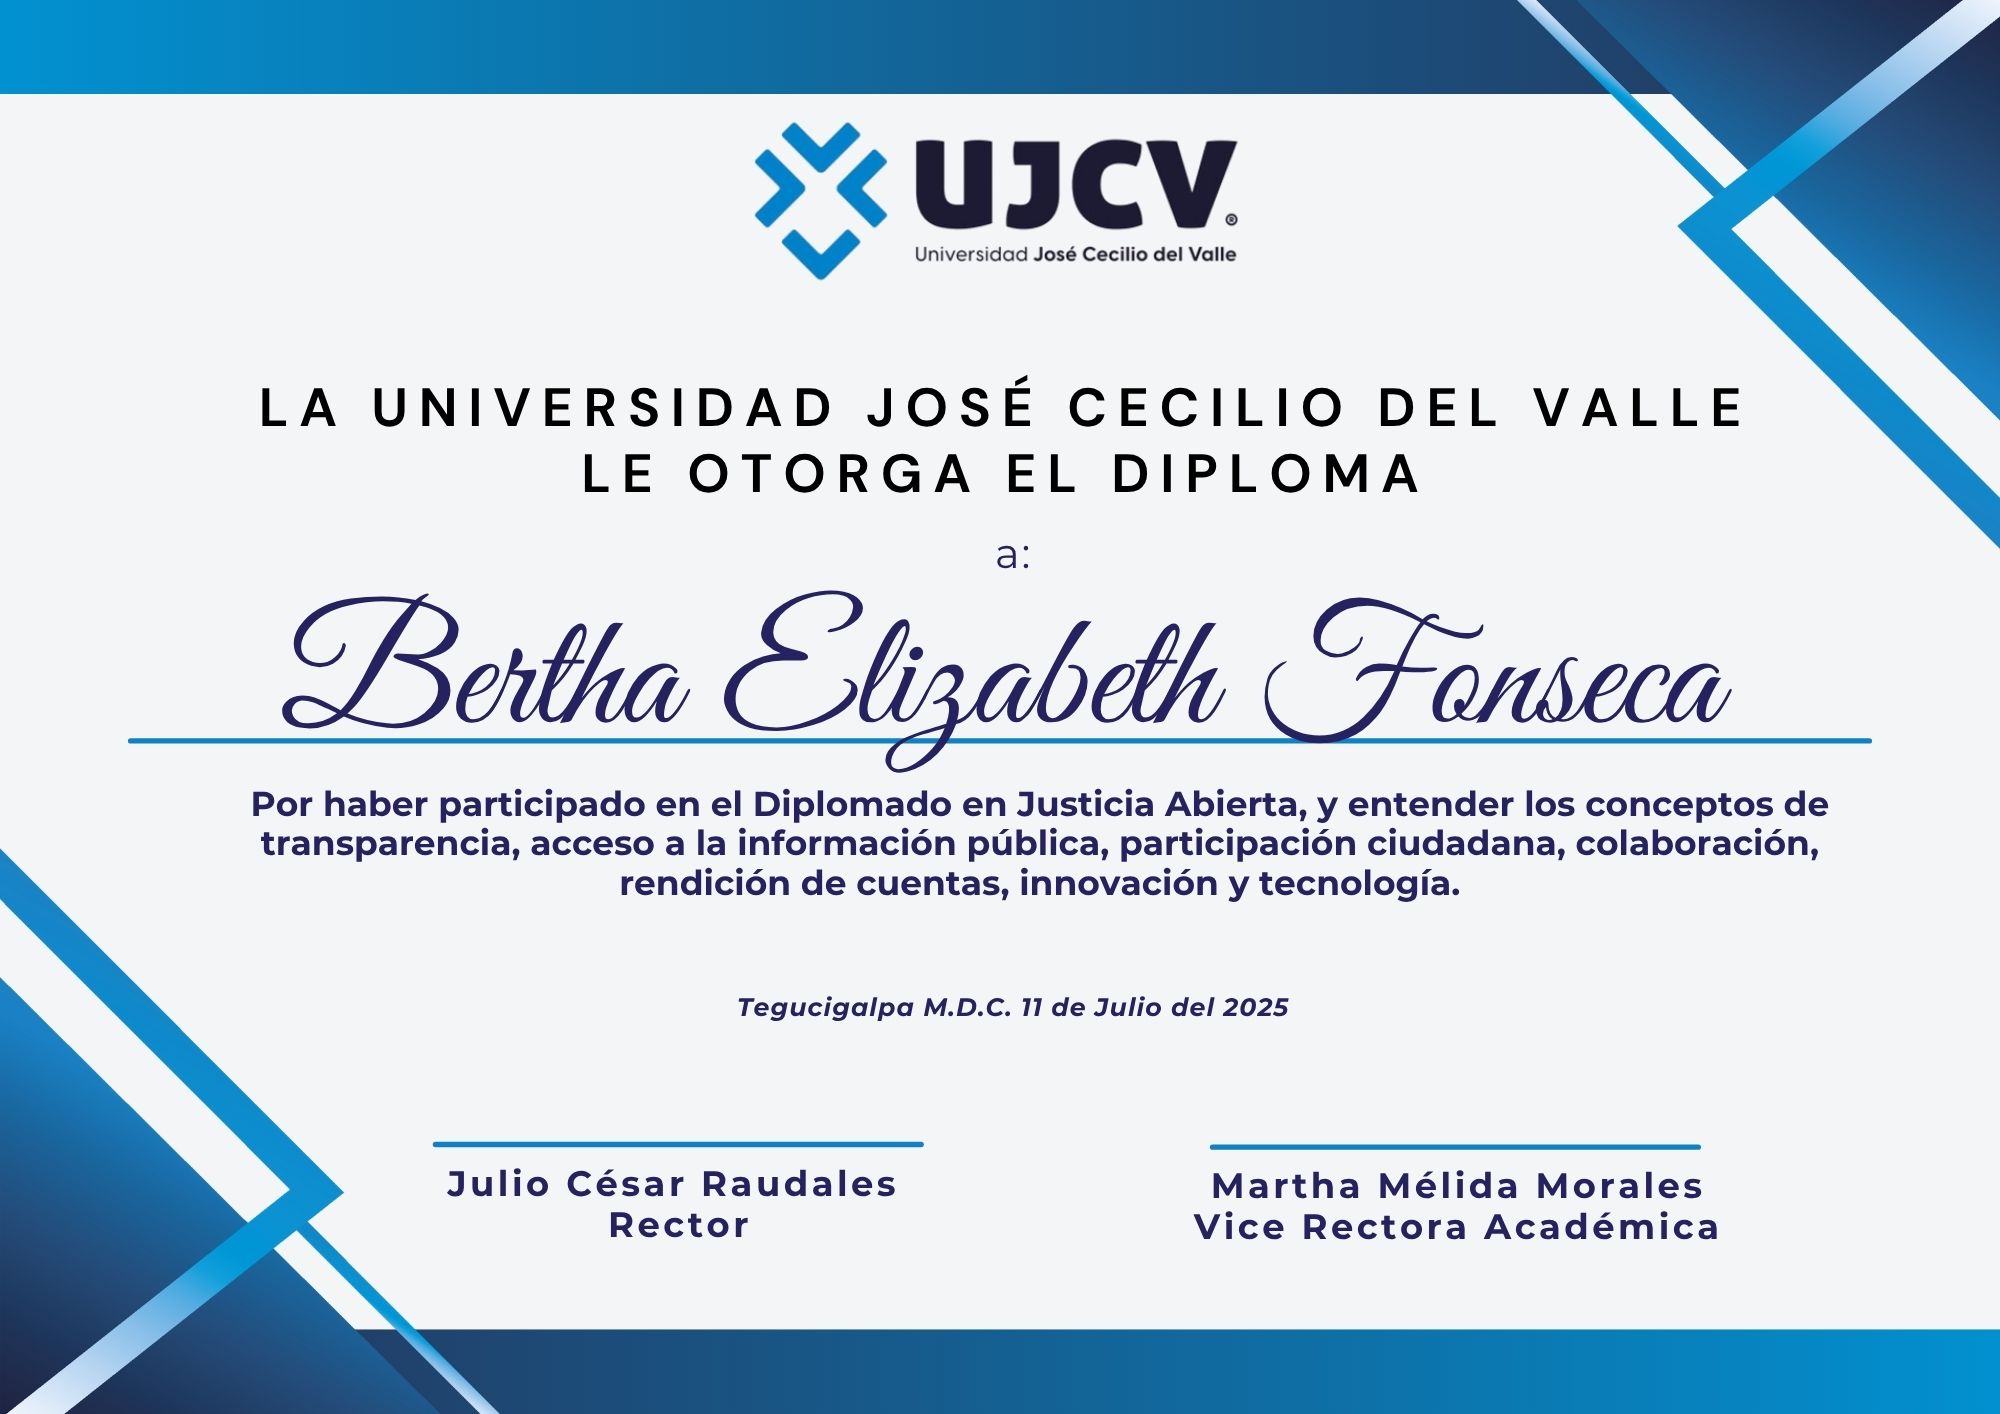 UJCV®
Universidad José Cecilio del Valle
LA UNIVERSIDAD JOSÉ CECILIO DEL VALLE
LE OTORGA EL DIPLOMA
a:
Bertha Elizabeth Fonseca
Por haber participado en el Diplomado en Justicia Abierta, y entender los conceptos de
transparencia, acceso a la información pública, participación ciudadana, colaboración,
rendición de cuentas, innovación y tecnología.
Tegucigalpa M.D.C. 11 de Julio del 2025
Julio César Raudales
Rector
Martha Mélida Morales
Vice Rectora Académica